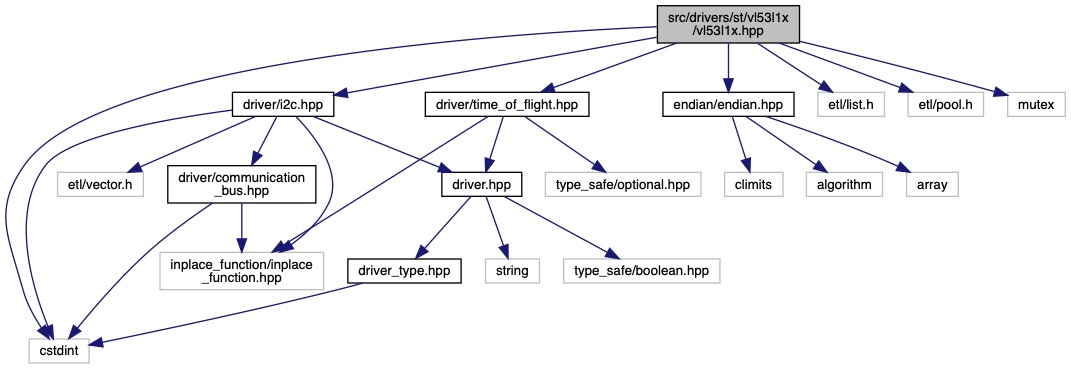 src/drivers/st/vl53l1x
/vl53l1x.hpp
driver/i2c.hpp
driver/time_of_flight.hpp
endian/endian.hpp
etl/list.h
etl/pool.h
mutex
etl/vector.h
driver/communication
_bus.hpp
driver.hpp
type_safe/optional.hpp
climits
algorithm
array
inplace_function/inplace
_function.hpp
driver_type.hpp
string
type_safe/boolean.hpp
cstdint